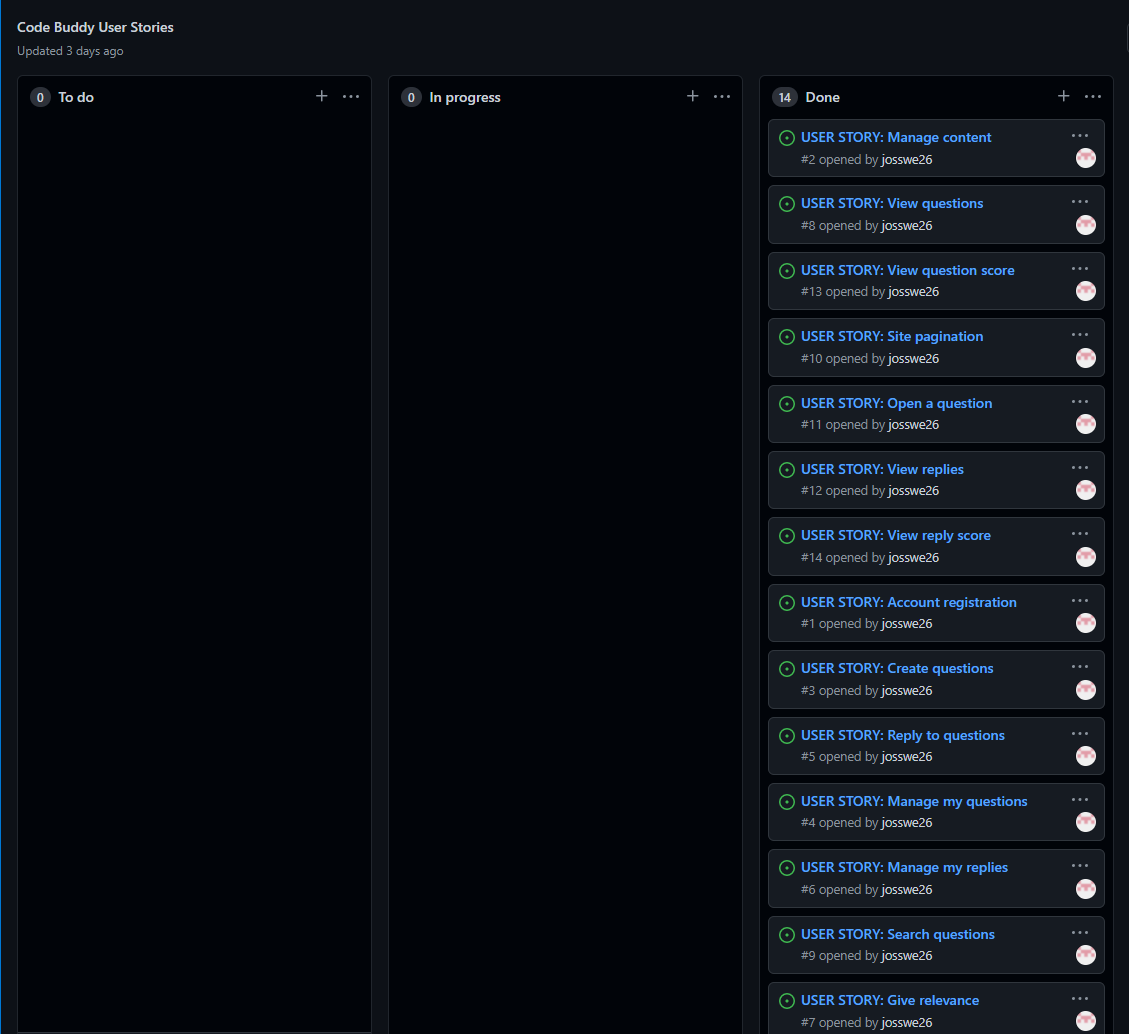 Code Buddy User Stories
Updated 3 days ago
0 To do
0 In progress
14 Done
USER STORY: Manage content
#2 opened by josswe26
USER STORY: View questions
#8 opened by josswe26
USER STORY: View question score
#13 opened by josswe26
USER STORY: Site pagination
#10 opened by josswe26
USER STORY: Open a question
#11 opened by josswe26
USER STORY: View replies
#12 opened by josswe26
USER STORY: View reply score
#14 opened by josswe26
USER STORY: Account registration
#1 opened by josswe26
USER STORY: Create questions
#3 opened by josswe26
USER STORY: Reply to questions
#5 opened by josswe26
USER STORY: Manage my questions
#4 opened by josswe26
USER STORY: Manage my replies
#6 opened by josswe26
USER STORY: Search questions
#9 opened by josswe26
USER STORY: Give relevance
#7 opened by josswe26